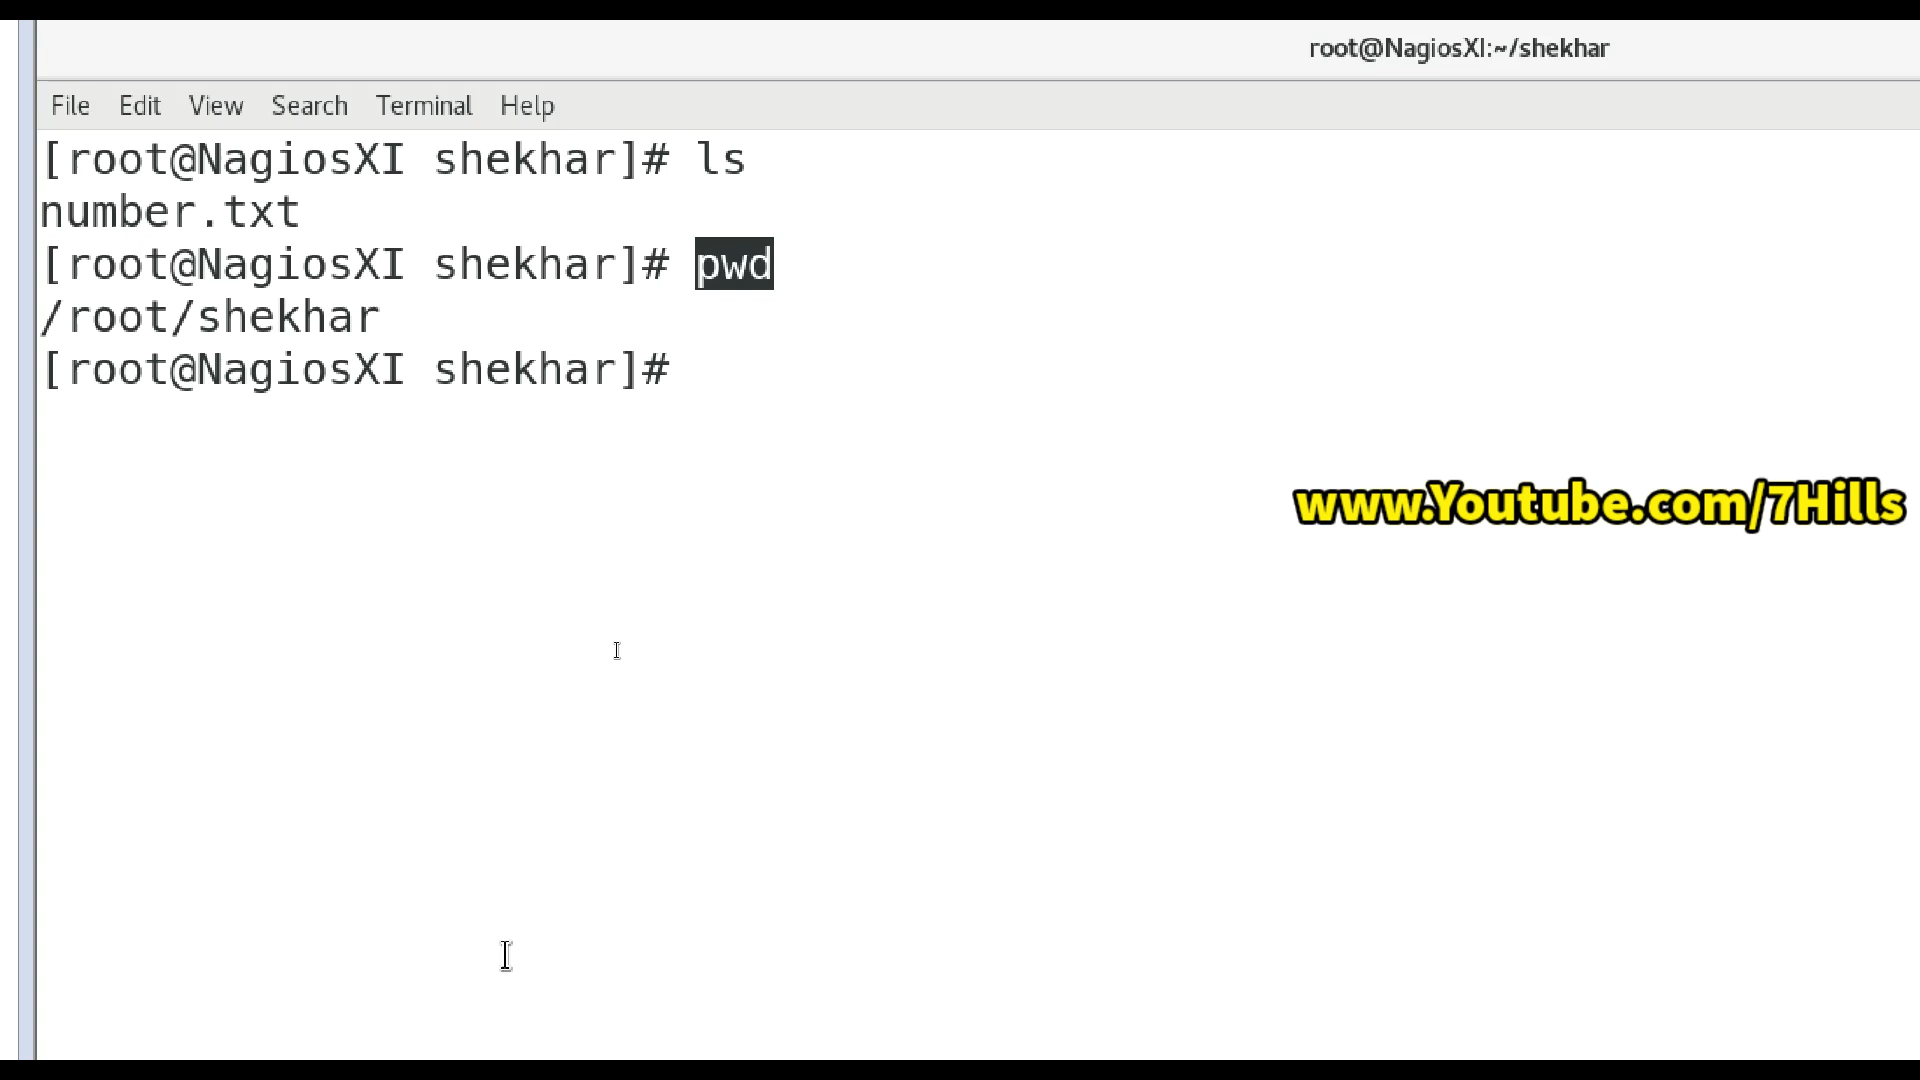 root@NagiosXI:~/shekhar
File Edit View Search Terminal Help
[root@NagiosXI shekhar]# ls
number.txt
[root@NagiosXI shekhar]# pwd
/root/shekhar
[root@NagiosXI shekhar]#
www.Youtube.com/7Hills